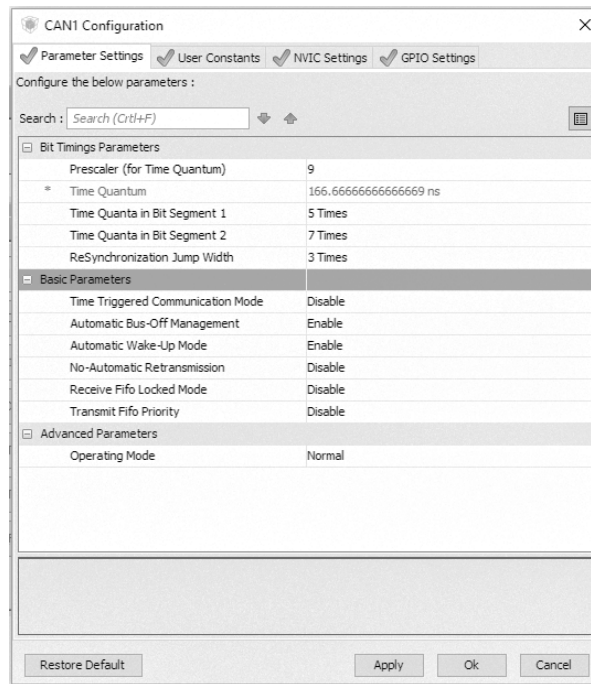 CAN1 Configuration
Parameter Settings User Constants NVIC Settings GPIO Settings
Configure the below parameters :
Search : Search (Crtl+F)
Bit Timings Parameters
Prescaler (for Time Quantum) 9
* Time Quantum 166.66666666666669 ns
Time Quanta in Bit Segment 1 5 Times
Time Quanta in Bit Segment 2 7 Times
ReSynchronization Jump Width 3 Times
Basic Parameters
Time Triggered Communication Mode Disable
Automatic Bus-Off Management Enable
Automatic Wake-Up Mode Enable
No-Automatic Retransmission Disable
Receive Fifo Locked Mode Disable
Transmit Fifo Priority Disable
Advanced Parameters
Operating Mode Normal
Restore Default Apply Ok Cancel